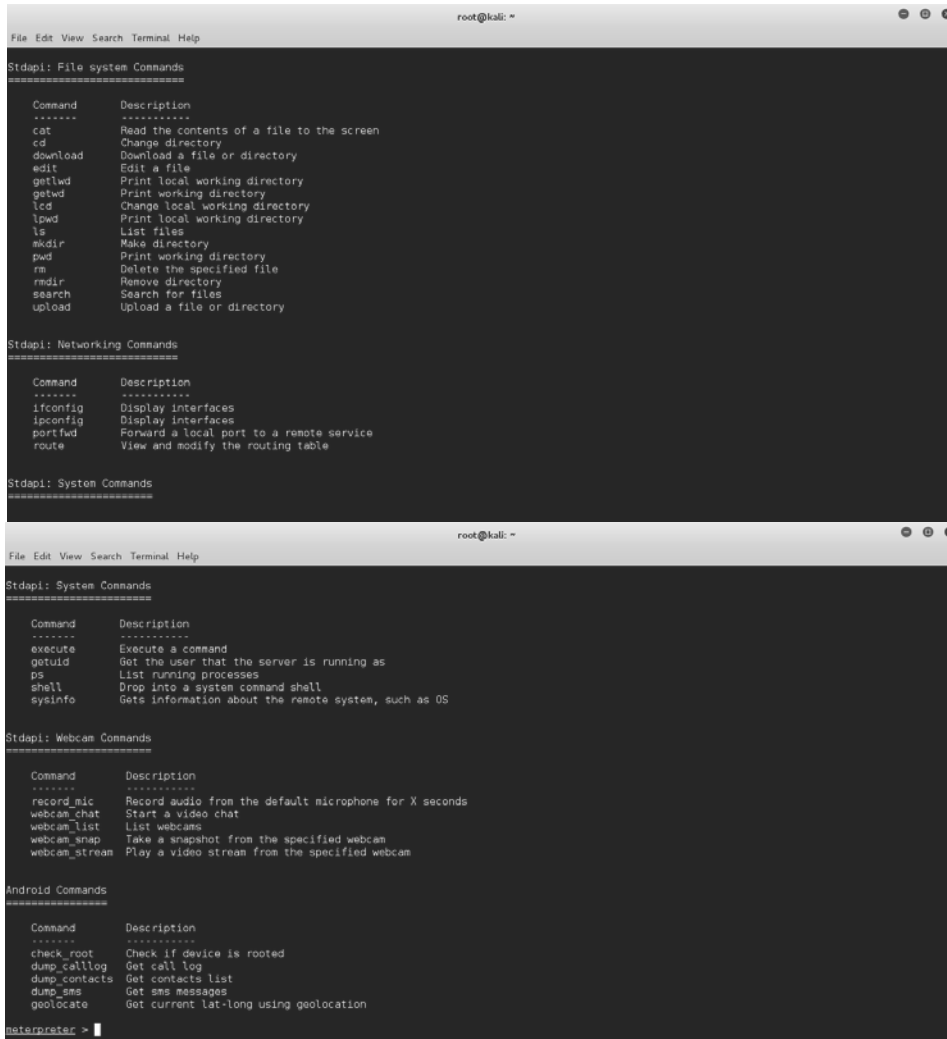 root@kali: ~
File Edit View Search Terminal Help
Stdapi: File system Commands
============================
Command Description
------- -----------
cat Read the contents of a file to the screen
cd Change directory
download Download a file or directory
edit Edit a file
getlwd Print local working directory
getwd Print working directory
lcd Change local working directory
lpwd Print local working directory
ls List files
mkdir Make directory
pwd Print working directory
rm Delete the specified file
rmdir Remove directory
search Search for files
upload Upload a file or directory
Stdapi: Networking Commands
===========================
Command Description
------- -----------
ifconfig Display interfaces
ipconfig Display interfaces
portfwd Forward a local port to a remote service
route View and modify the routing table
Stdapi: System Commands
=======================
root@kali: ~
File Edit View Search Terminal Help
Stdapi: System Commands
=======================
Command Description
------- -----------
execute Execute a command
getuid Get the user that the server is running as
ps List running processes
shell Drop into a system command shell
sysinfo Gets information about the remote system, such as OS
Stdapi: Webcam Commands
=======================
Command Description
------- -----------
record_mic Record audio from the default microphone for X seconds
webcam_chat Start a video chat
webcam_list List webcams
webcam_snap Take a snapshot from the specified webcam
webcam_stream Play a video stream from the specified webcam
Android Commands
================
Command Description
------- -----------
check_root Check if device is rooted
dump_calllog Get call log
dump_contacts Get contacts list
dump_sms Get sms messages
geolocate Get current lat-long using geolocation
meterpreter >